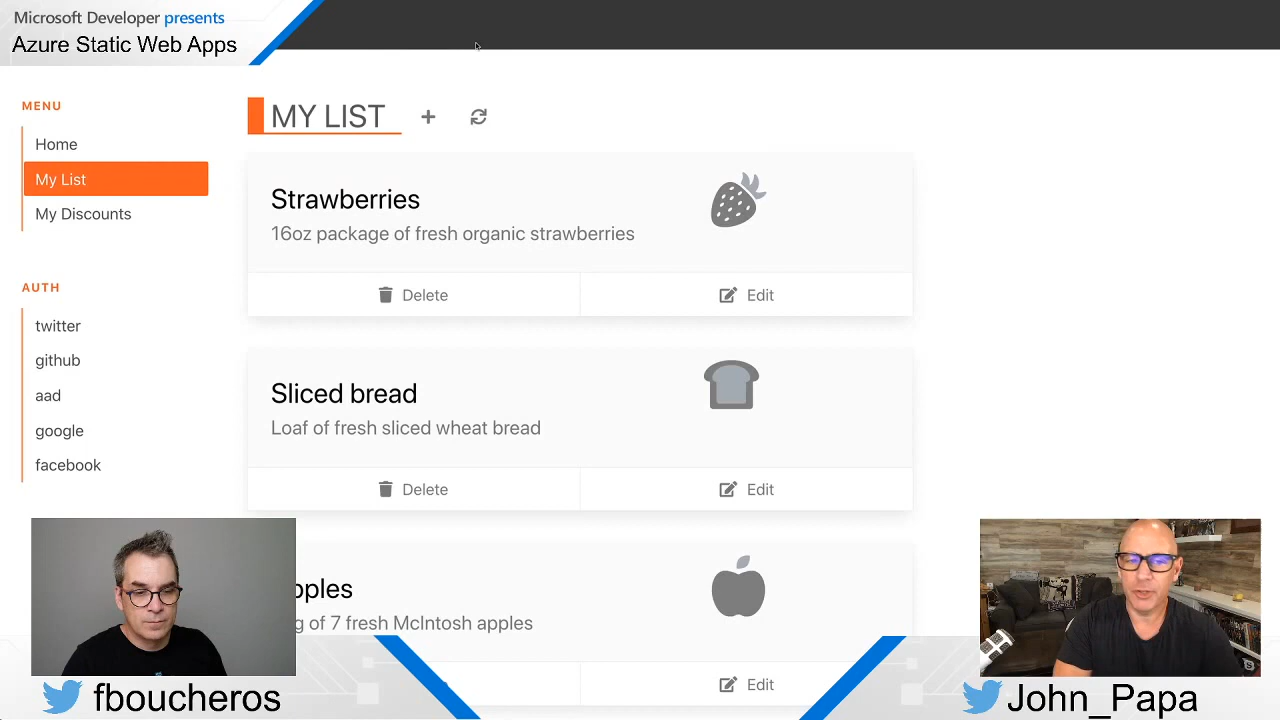 Microsoft Developer presents
Azure Static Web Apps
MENU
Home
My List
My Discounts
AUTH
twitter
github
aad
google
facebook
MY LIST
Strawberries
16oz package of fresh organic strawberries
Delete
Edit
Sliced bread
Loaf of fresh sliced wheat bread
Delete
Edit
pples
g of 7 fresh McIntosh apples
Edit
fboucheros
John_Papa